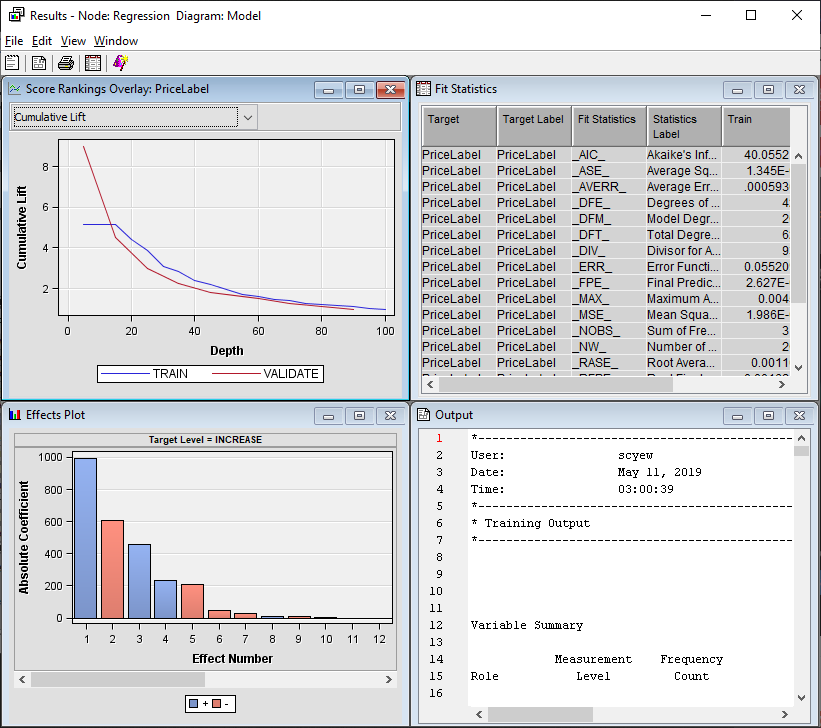 Results - Node: Regression Diagram: Model
File Edit View Window
Score Rankings Overlay: PriceLabel
Cumulative Lift
Cumulative Lift
8
6
4
2
0 20 40 60 80 100
Depth
TRAIN VALIDATE
Fit Statistics
Target Target Label Fit Statistics Statistics Label Train
PriceLabel PriceLabel _AIC_ Akaike's Inf... 40.0552
PriceLabel PriceLabel _ASE_ Average Sq... 1.345E-
PriceLabel PriceLabel _AVERR_ Average Err... .000593
PriceLabel PriceLabel _DFE_ Degrees of ... 4
PriceLabel PriceLabel _DFM_ Model Degr... 2
PriceLabel PriceLabel _DFT_ Total Degre... 6
PriceLabel PriceLabel _DIV_ Divisor for A... 9
PriceLabel PriceLabel _ERR_ Error Functi... 0.05520
PriceLabel PriceLabel _FPE_ Final Predic... 2.627E-
PriceLabel PriceLabel _MAX_ Maximum A... 0.004
PriceLabel PriceLabel _MSE_ Mean Squa... 1.986E-
PriceLabel PriceLabel _NOBS_ Sum of Fre... 3
PriceLabel PriceLabel _NW_ Number of ... 2
PriceLabel PriceLabel _RASE_ Root Avera... 0.0011
Effects Plot
Target Level = INCREASE
Absolute Coefficient
1000
800
600
400
200
0
1 2 3 4 5 6 7 8 9 10 11 12
Effect Number
+ -
Output
1 *-----------------------------------------------
2 User: scyew
3 Date: May 11, 2019
4 Time: 03:00:39
5 *-----------------------------------------------
6 * Training Output
7 *-----------------------------------------------
8
9
10
11
12 Variable Summary
13
14 Measurement Frequency
15 Role Level Count
16